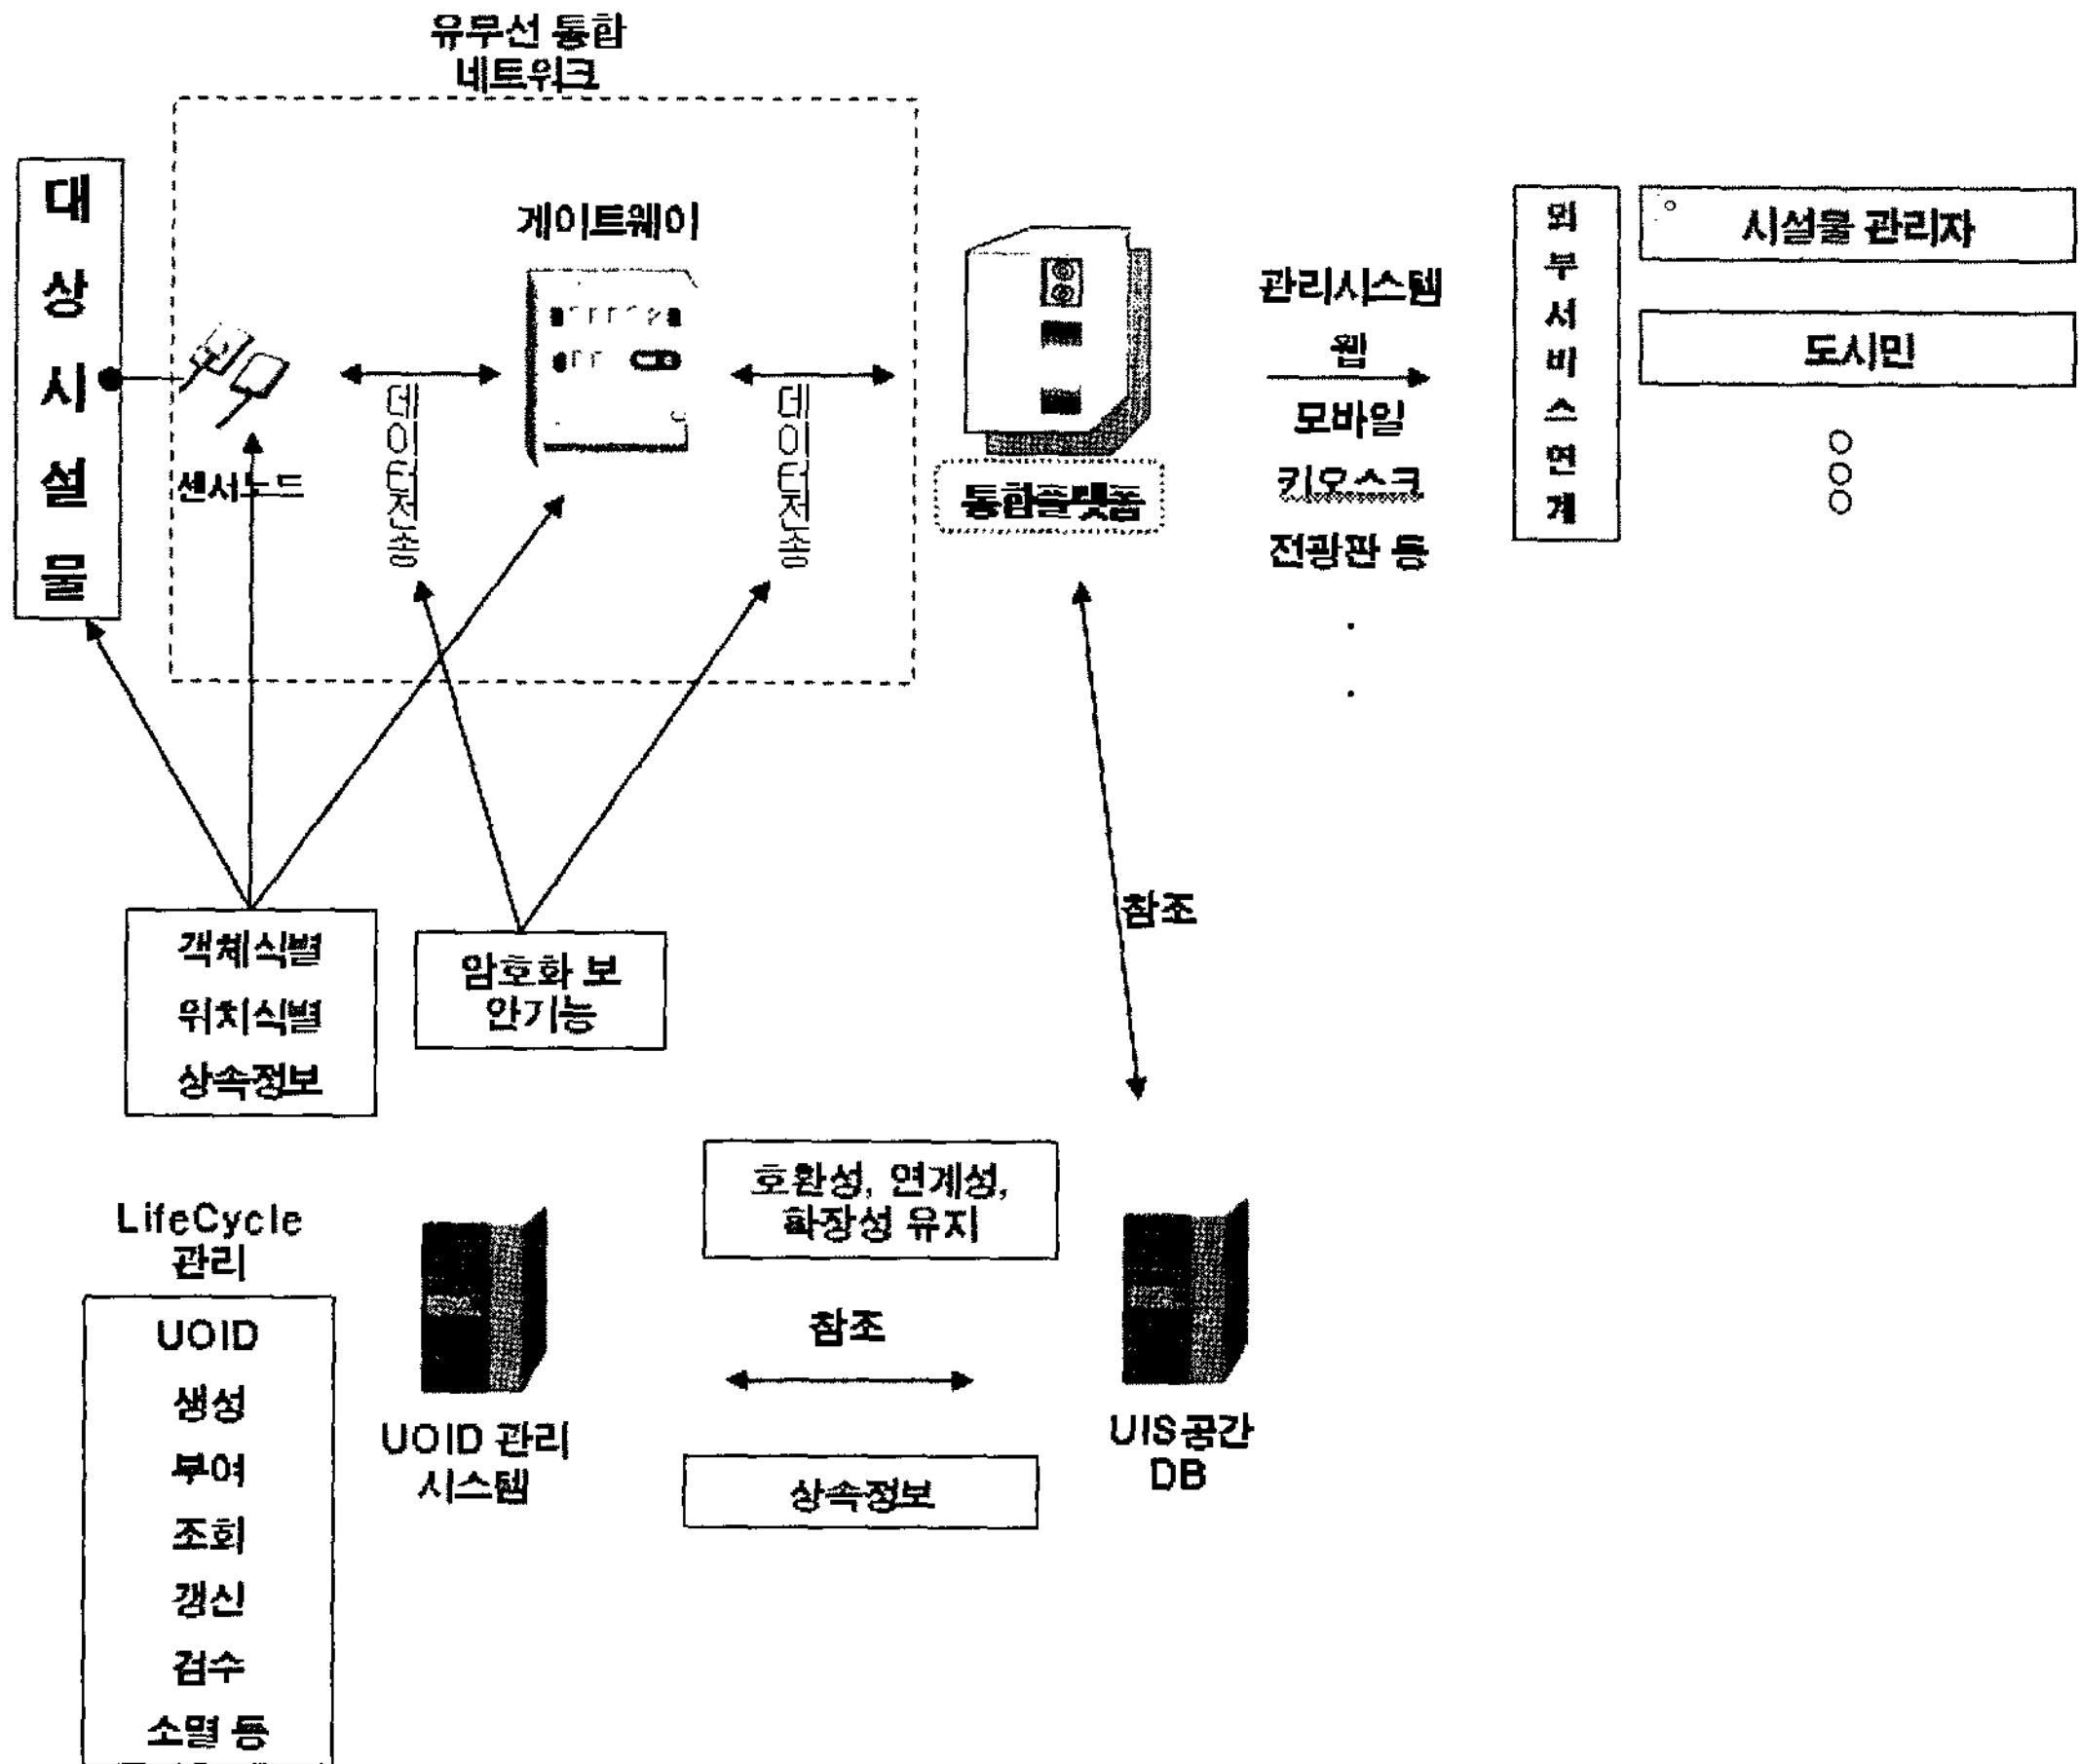 유무선 통합
네트워크
대상시설물
게이트웨이
센서노드
데이터전송
데이터전송
통합플랫폼
관리시스템
웹
모바일
키오스크
전광판 등
외부서비스연계
시설물 관리자
도시민
참조
객체식별
위치식별
상속정보
암호화 보
안기능
호환성, 연계성,
확장성 유지
참조
상속정보
LifeCycle
관리
UOID
생성
부여
조회
갱신
검수
소멸 등
UOID 관리
시스템
UIS공간
DB